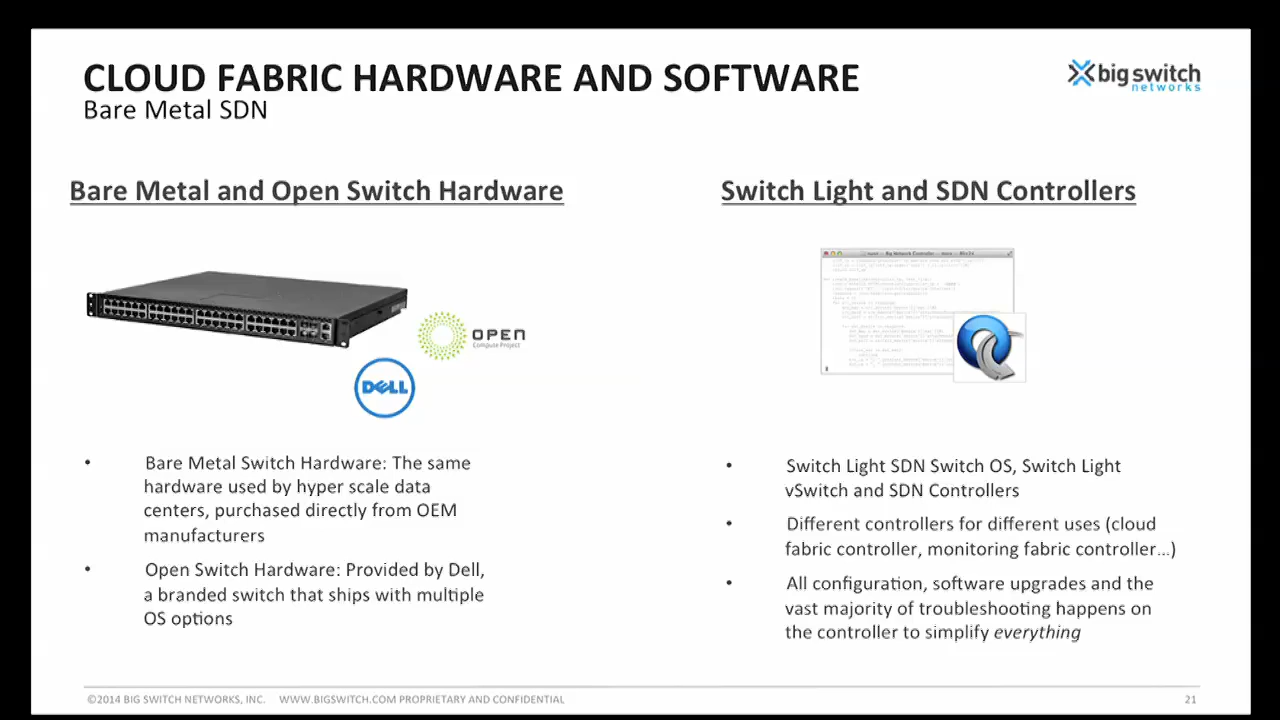 CLOUD FABRIC HARDWARE AND SOFTWARE
Bare Metal SDN
big switch
networks
Bare Metal and Open Switch Hardware
OPEN
Compute Project
DELL
• Bare Metal Switch Hardware: The same
hardware used by hyper scale data
centers, purchased directly from OEM
manufacturers
• Open Switch Hardware: Provided by Dell,
a branded switch that ships with multiple
OS options
Switch Light and SDN Controllers
• Switch Light SDN Switch OS, Switch Light
vSwitch and SDN Controllers
• Different controllers for different uses (cloud
fabric controller, monitoring fabric controller…)
• All configuration, software upgrades and the
vast majority of troubleshooting happens on
the controller to simplify everything
©2014 BIG SWITCH NETWORKS, INC. WWW.BIGSWITCH.COM PROPRIETARY AND CONFIDENTIAL
21